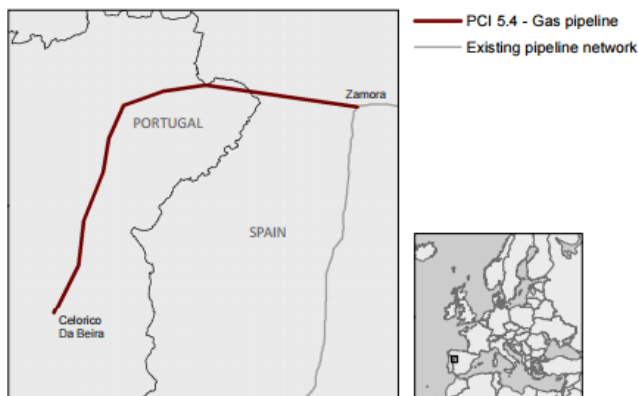 PCI 5.4 - Gas pipeline
Existing pipeline network
Zamora
PORTUGAL
SPAIN
Celorico
Da Beira